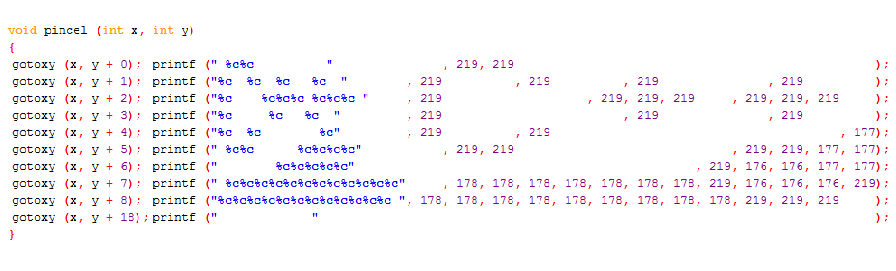 void pincel (int x, int y)
{
gotoxy (x, y + 0); printf (" %c%c          "               , 219, 219                                                  );
gotoxy (x, y + 1); printf ("%c  %c  %c   %c  "        , 219          , 219          , 219               , 219          );
gotoxy (x, y + 2); printf ("%c    %c%c%c %c%c%c "     , 219                    , 219, 219, 219     , 219, 219, 219     );
gotoxy (x, y + 3); printf ("%c     %c   %c  "         , 219                         , 219               , 219          );
gotoxy (x, y + 4); printf ("%c  %c        %c"         , 219          , 219                                        , 177);
gotoxy (x, y + 5); printf (" %c%c      %c%c%c%c"           , 219, 219                              , 219, 219, 177, 177);
gotoxy (x, y + 6); printf ("        %c%c%c%c%c"                                               , 219, 176, 176, 177, 177);
gotoxy (x, y + 7); printf (" %c%c%c%c%c%c%c%c%c%c%c%c"     , 178, 178, 178, 178, 178, 178, 178, 219, 176, 176, 176, 219);
gotoxy (x, y + 8); printf ("%c%c%c%c%c%c%c%c%c%c%c%c ", 178, 178, 178, 178, 178, 178, 178, 178, 178, 219, 219, 219     );
gotoxy (x, y + 18);printf ("             "                                                                             );
}